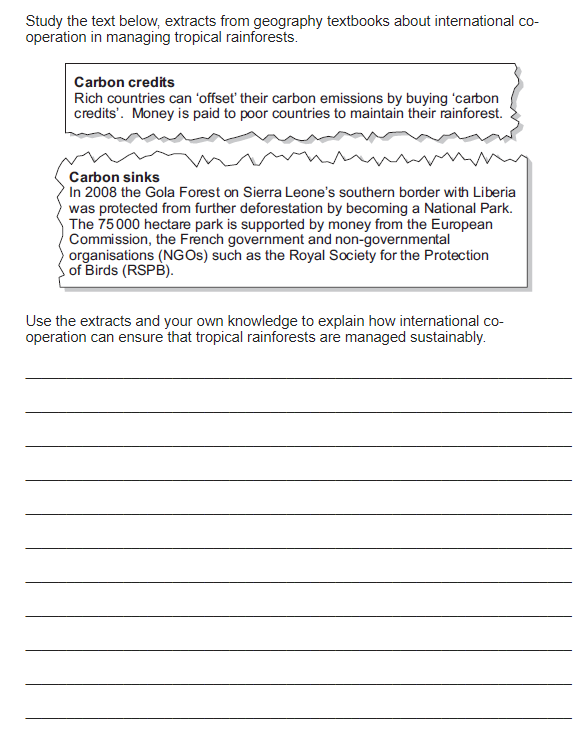 Study the text below, extracts from geography textbooks about international co-
operation in managing tropical rainforests.
Carbon credits
Rich countries can ‘offset’ their carbon emissions by buying ‘carbon
credits’. Money is paid to poor countries to maintain their rainforest.
Carbon sinks
In 2008 the Gola Forest on Sierra Leone’s southern border with Liberia
was protected from further deforestation by becoming a National Park.
The 75 000 hectare park is supported by money from the European
Commission, the French government and non-governmental
organisations (NGOs) such as the Royal Society for the Protection
of Birds (RSPB).
Use the extracts and your own knowledge to explain how international co-
operation can ensure that tropical rainforests are managed sustainably.